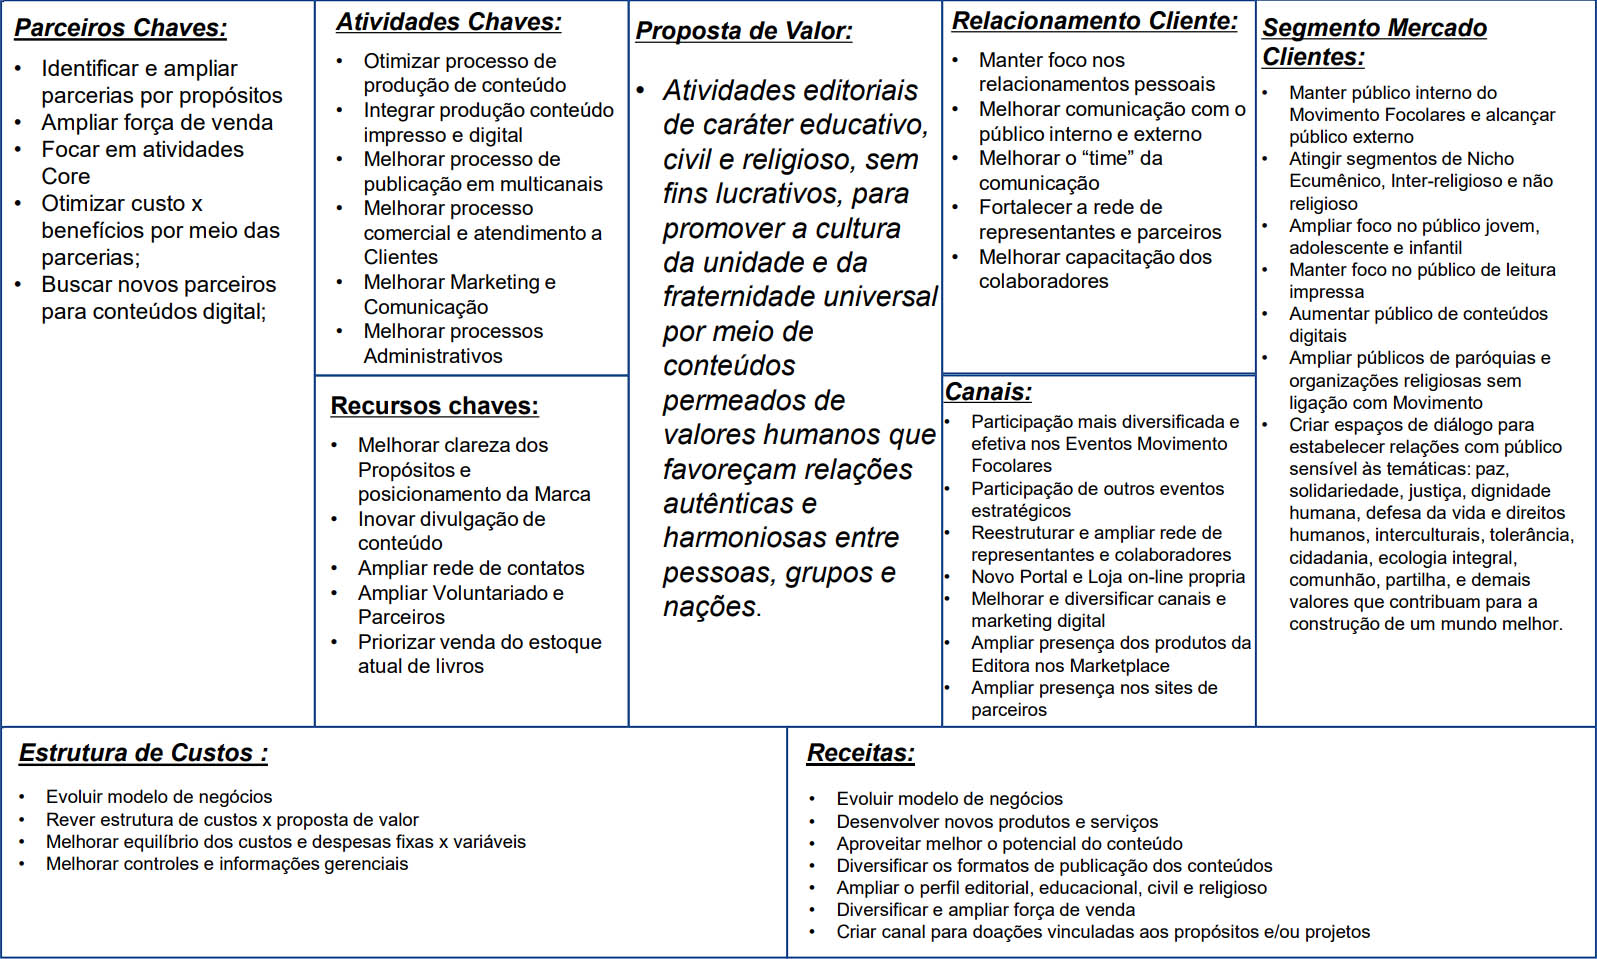 Parceiros Chaves:
• Identificar e ampliar
parcerias por propósitos
• Ampliar força de venda
• Focar em atividades
Core
• Otimizar custo x
benefícios por meio das
parcerias;
• Buscar novos parceiros
para conteúdos digital;
Atividades Chaves:
• Otimizar processo de
produção de conteúdo
• Integrar produção conteúdo
impresso e digital
• Melhorar processo de
publicação em multicanais
• Melhorar processo
comercial e atendimento a
Clientes
• Melhorar Marketing e
Comunicação
• Melhorar processos
Administrativos
Recursos chaves:
• Melhorar clareza dos
Propósitos e
posicionamento da Marca
• Inovar divulgação de
conteúdo
• Ampliar rede de contatos
• Ampliar Voluntariado e
Parceiros
• Priorizar venda do estoque
atual de livros
Proposta de Valor:
• Atividades editoriais
de caráter educativo,
civil e religioso, sem
fins lucrativos, para
promover a cultura
da unidade e da
fraternidade universal
por meio de
conteúdos
permeados de
valores humanos que
favoreçam relações
autênticas e
harmoniosas entre
pessoas, grupos e
nações.
Relacionamento Cliente:
• Manter foco nos
relacionamentos pessoais
• Melhorar comunicação com o
público interno e externo
• Melhorar o “time” da
comunicação
• Fortalecer a rede de
representantes e parceiros
• Melhorar capacitação dos
colaboradores
Canais:
• Participação mais diversificada e
efetiva nos Eventos Movimento
Focolares
• Participação de outros eventos
estratégicos
• Reestruturar e ampliar rede de
representantes e colaboradores
• Novo Portal e Loja on-line propria
• Melhorar e diversificar canais e
marketing digital
• Ampliar presença dos produtos da
Editora nos Marketplace
• Ampliar presença nos sites de
parceiros
Segmento Mercado
Clientes:
• Manter público interno do
Movimento Focolares e alcançar
público externo
• Atingir segmentos de Nicho
Ecumênico, Inter-religioso e não
religioso
• Ampliar foco no público jovem,
adolescente e infantil
• Manter foco no público de leitura
impressa
• Aumentar público de conteúdos
digitais
• Ampliar públicos de paróquias e
organizações religiosas sem
ligação com Movimento
• Criar espaços de diálogo para
estabelecer relações com público
sensível às temáticas: paz,
solidariedade, justiça, dignidade
humana, defesa da vida e direitos
humanos, interculturais, tolerância,
cidadania, ecologia integral,
comunhão, partilha, e demais
valores que contribuam para a
construção de um mundo melhor.
Estrutura de Custos :
• Evoluir modelo de negócios
• Rever estrutura de custos x proposta de valor
• Melhorar equilíbrio dos custos e despesas fixas x variáveis
• Melhorar controles e informações gerenciais
Receitas:
• Evoluir modelo de negócios
• Desenvolver novos produtos e serviços
• Aproveitar melhor o potencial do conteúdo
• Diversificar os formatos de publicação dos conteúdos
• Ampliar o perfil editorial, educacional, civil e religioso
• Diversificar e ampliar força de venda
• Criar canal para doações vinculadas aos propósitos e/ou projetos